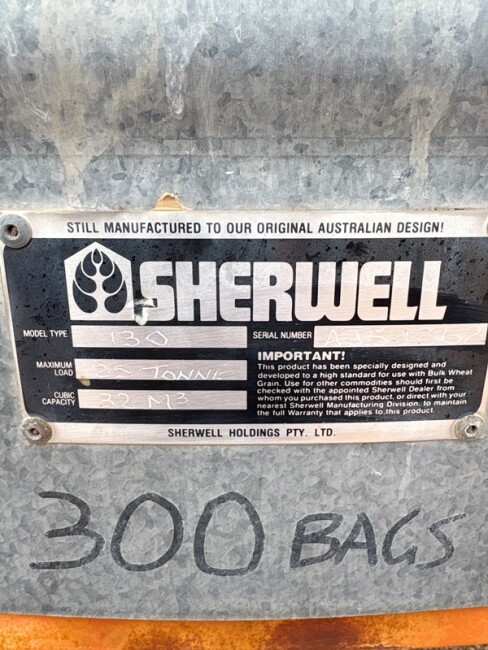 STILL MANUFACTURED TO OUR ORIGINAL AUSTRALIAN DESIGN!
SHERWELL
MODEL TYPE 130
SERIAL NUMBER
MAXIMUM LOAD 25 TONNE
CUBIC CAPACITY 32 M3
IMPORTANT!
This product has been specially designed and
developed to a high standard for use with Bulk Wheat
Grain. Use for other commodities should first be
checked with the appointed Sherwell Dealer from
whom you purchased this product, or direct with your
nearest Sherwell Manufacturing Division, to maintain
the full Warranty that applies to this product.
SHERWELL HOLDINGS PTY. LTD.
300 BAGS